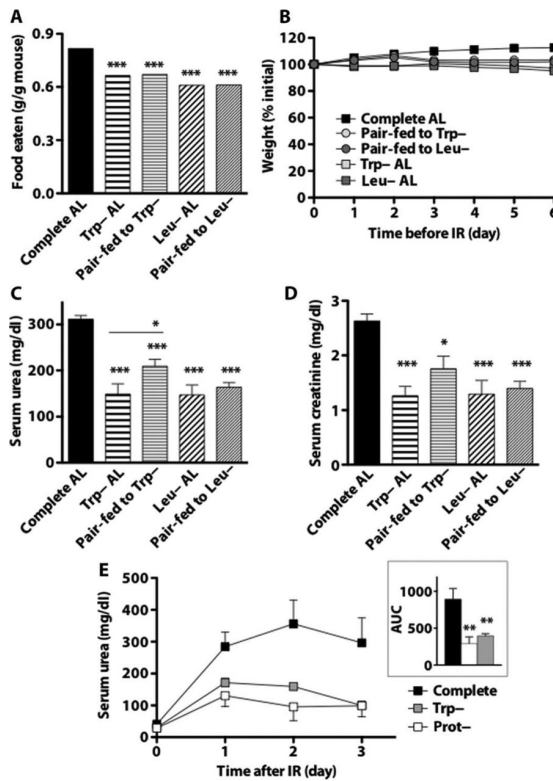 A
Food eaten (g/g mouse)
0.9
0.6
0.3
0.0
***
***
***
***
Complete AL
Trp– AL
Pair-fed to Trp–
Leu– AL
Pair-fed to Leu–
B
Weight (% initial)
120
100
80
60
40
20
0
Complete AL
Pair-fed to Trp–
Pair-fed to Leu–
Trp– AL
Leu– AL
0 1 2 3 4 5 6
Time before IR (day)
C
Serum urea (mg/dl)
300
200
100
0
*
***
***
***
***
Complete AL
Trp– AL
Pair-fed to Trp–
Leu– AL
Pair-fed to Leu–
D
Serum creatinine (mg/dl)
3
2
1
0
***
*
***
***
Complete AL
Trp– AL
Pair-fed to Trp–
Leu– AL
Pair-fed to Leu–
E
Serum urea (mg/dl)
500
400
300
200
100
0
0 1 2 3
Time after IR (day)
AUC
1000
500
0
**
**
Complete
Trp–
Prot–